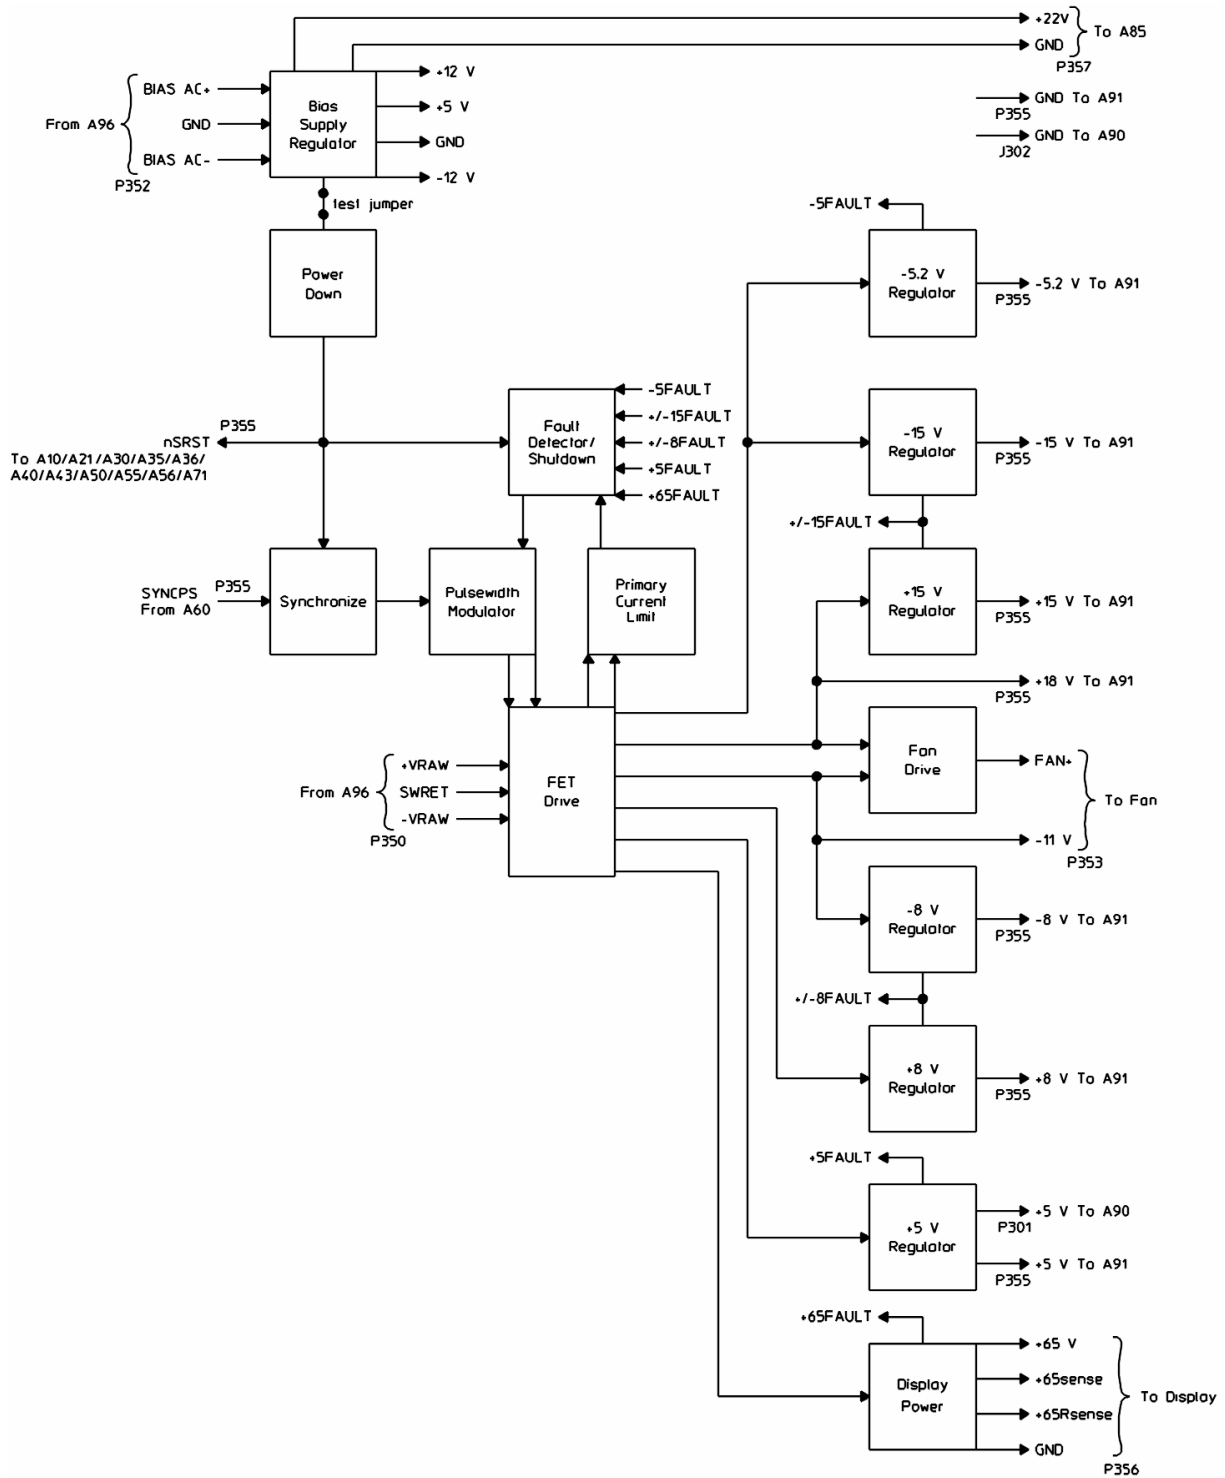 +22V
To A85
GND
P357
BIAS AC+
GND
BIAS AC-
From A96
P352
Bias
Supply
Regulator
+12 V
+5 V
GND
-12 V
GND To A91
P355
GND To A90
J302
test jumper
Power
Down
-5FAULT
-5.2 V
Regulator
-5.2 V To A91
P355
P355
nSRST
To A10/A21/A30/A35/A36/
A40/A43/A50/A55/A56/A71
Fault
Detector/
Shutdown
-5FAULT
+/-15FAULT
+/-8FAULT
+5FAULT
+65FAULT
-15 V
Regulator
-15 V To A91
P355
+/-15FAULT
SYNCPS
From A60
P355
Synchronize
Pulsewidth
Modulator
Primary
Current
Limit
+15 V
Regulator
+15 V To A91
P355
+18 V To A91
P355
From A96
+VRAW
SWRET
-VRAW
P350
FET
Drive
Fan
Drive
FAN+
To Fan
-11 V
P353
-8 V
Regulator
-8 V To A91
P355
+/-8FAULT
+8 V
Regulator
+8 V To A91
P355
+5FAULT
+5 V
Regulator
+5 V To A90
P301
+5 V To A91
P355
+65FAULT
Display
Power
+65 V
+65sense
+65Rsense
GND
To Display
P356